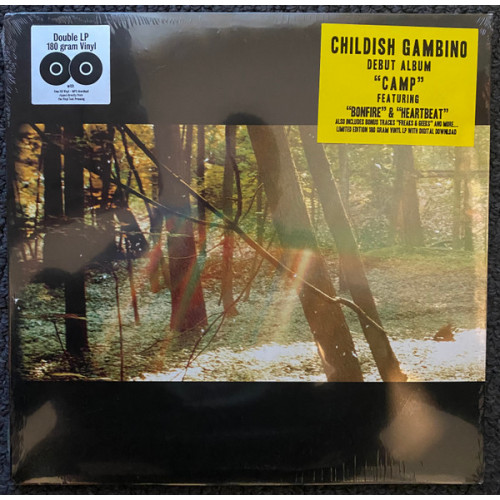 Double LP
180 gram Vinyl
with
CHILDISH GAMBINO
DEBUT ALBUM
"CAMP"
FEATURING
"BONFIRE" & "HEARTBEAT"
ALSO INCLUDES BONUS TRACKS "FREAKS & GEEKS" AND MORE...
LIMITED EDITION 180 GRAM VINYL LP WITH DIGITAL DOWNLOAD